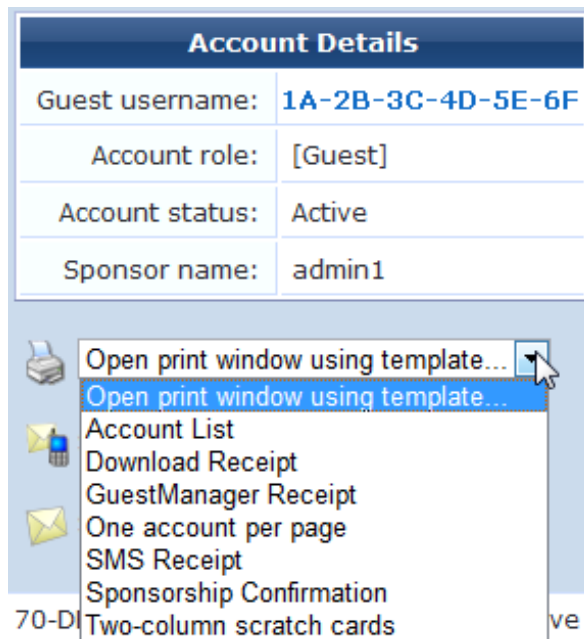 Account Details
Guest username: 1A-2B-3C-4D-5E-6F
Account role: [Guest]
Account status: Active
Sponsor name: admin1
Open print window using template...
Open print window using template...
Account List
Download Receipt
GuestManager Receipt
One account per page
SMS Receipt
Sponsorship Confirmation
Two-column scratch cards